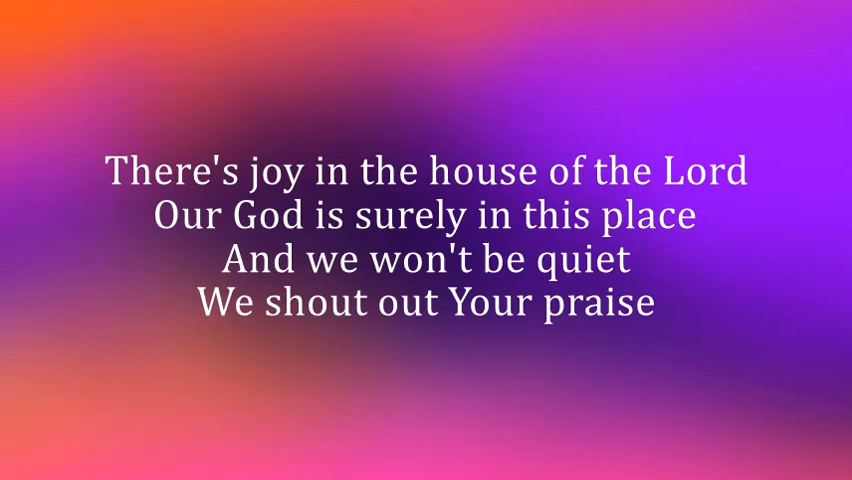 There's joy in the house of the Lord
Our God is surely in this place
And we won't be quiet
We shout out Your praise